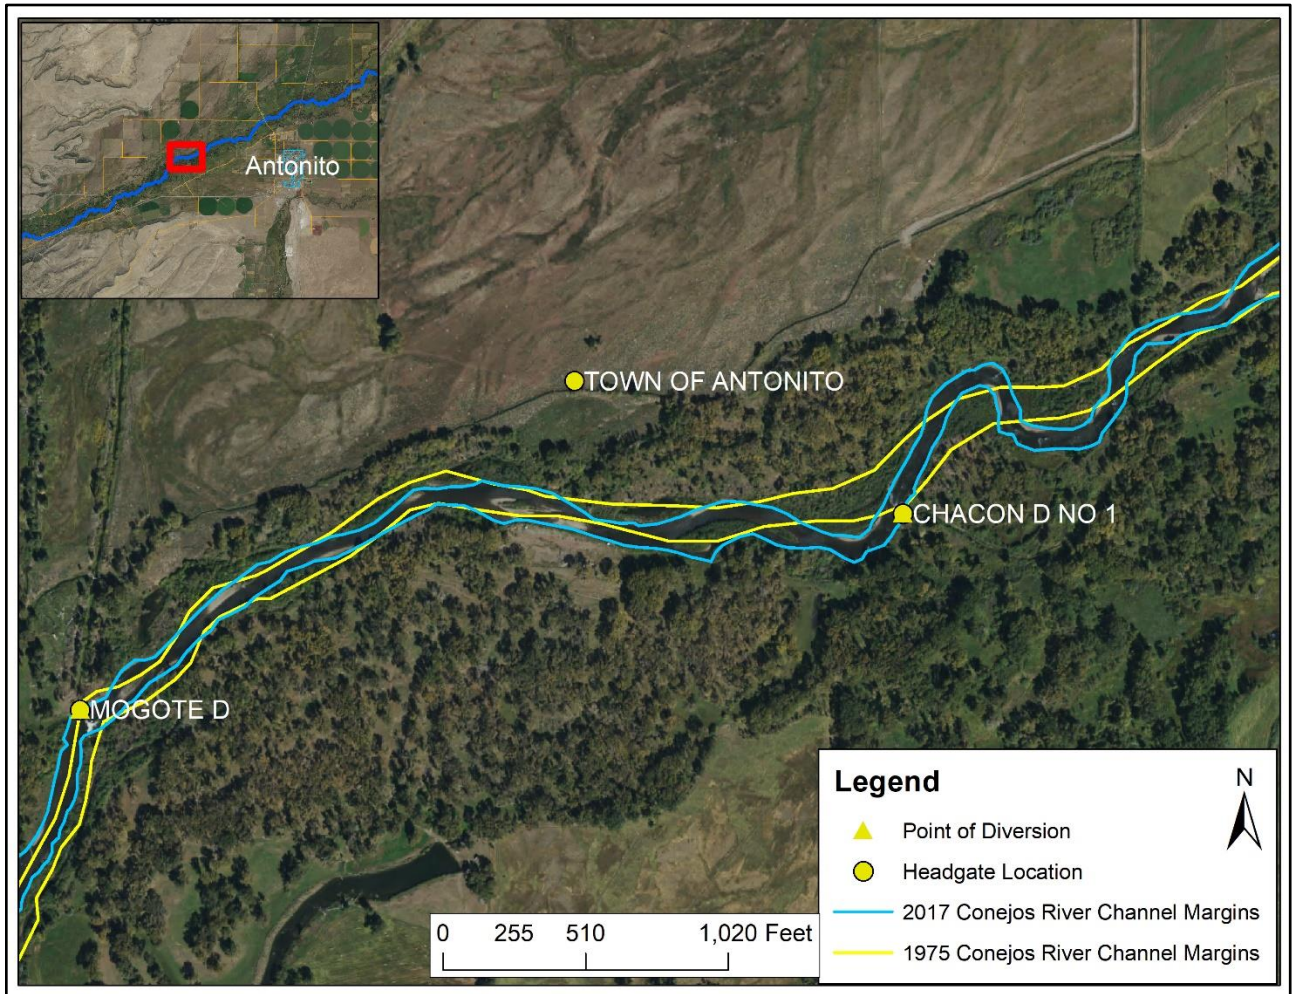 Antonito
TOWN OF ANTONITO
CHACON D NO 1
MOGOTE D
Legend
N
Point of Diversion
Headgate Location
2017 Conejos River Channel Margins
1975 Conejos River Channel Margins
0 255 510 1,020 Feet